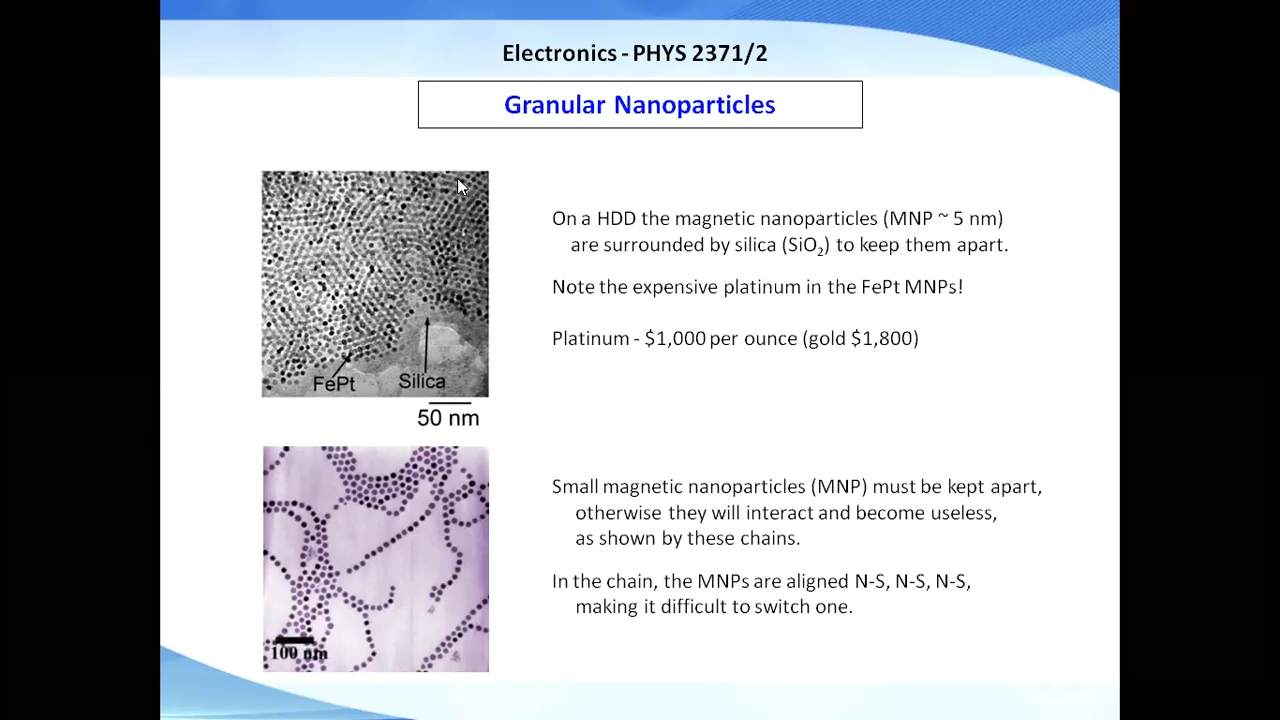 Electronics - PHYS 2371/2
Granular Nanoparticles
On a HDD the magnetic nanoparticles (MNP ~ 5 nm)
are surrounded by silica (SiO₂) to keep them apart.
Note the expensive platinum in the FePt MNPs!
Platinum - $1,000 per ounce (gold $1,800)
FePt
Silica
50 nm
Small magnetic nanoparticles (MNP) must be kept apart,
otherwise they will interact and become useless,
as shown by these chains.
In the chain, the MNPs are aligned N-S, N-S, N-S,
making it difficult to switch one.
100 nm